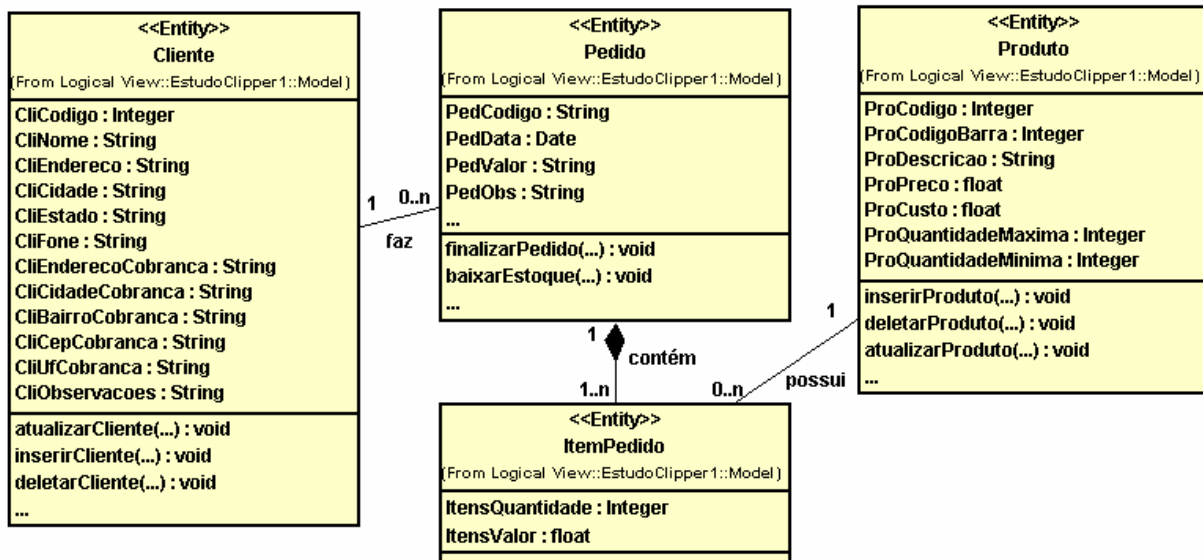 <<Entity>>
Cliente
(From Logical View::EstudoClipper1::Model)
CliCodigo : Integer
CliNome : String
CliEndereco : String
CliCidade : String
CliEstado : String
CliFone : String
CliEnderecoCobranca : String
CliCidadeCobranca : String
CliBairroCobranca : String
CliCepCobranca : String
CliUfCobranca : String
CliObservacoes : String
atualizarCliente(...) : void
inserirCliente(...) : void
deletarCliente(...) : void
...
1
0..n
faz
<<Entity>>
Pedido
(From Logical View::EstudoClipper1::Model)
PedCodigo : String
PedData : Date
PedValor : String
PedObs : String
...
finalizarPedido(...) : void
baixarEstoque(...) : void
...
1
contém
1..n
<<Entity>>
Produto
(From Logical View::EstudoClipper1::Model)
ProCodigo : Integer
ProCodigoBarra : Integer
ProDescricao : String
ProPreco : float
ProCusto : float
ProQuantidadeMaxima : Integer
ProQuantidadeMinima : Integer
inserirProduto(...) : void
deletarProduto(...) : void
atualizarProduto(...) : void
...
1
possui
0..n
<<Entity>>
ItemPedido
(From Logical View::EstudoClipper1::Model)
ItensQuantidade : Integer
ItensValor : float